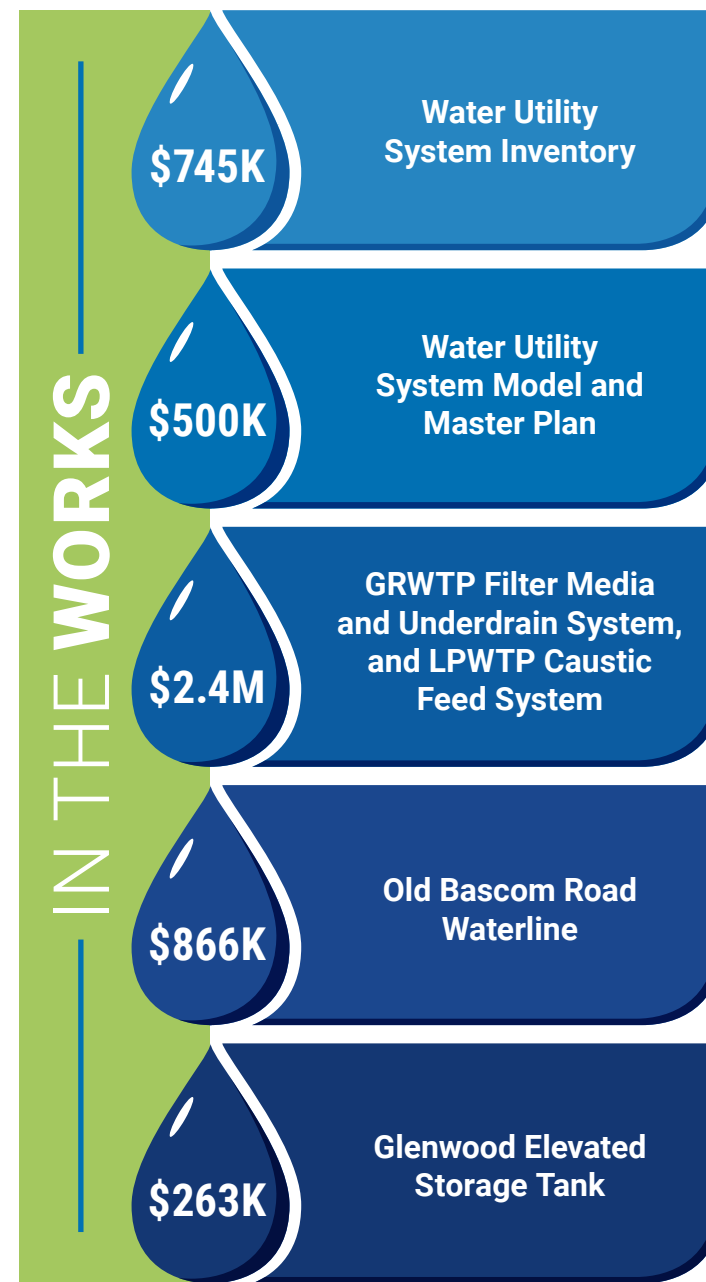 IN THE WORKS
$745K
Water Utility
System Inventory
$500K
Water Utility
System Model and
Master Plan
$2.4M
GRWTP Filter Media
and Underdrain System,
and LPWTP Caustic
Feed System
$866K
Old Bascom Road
Waterline
$263K
Glenwood Elevated
Storage Tank